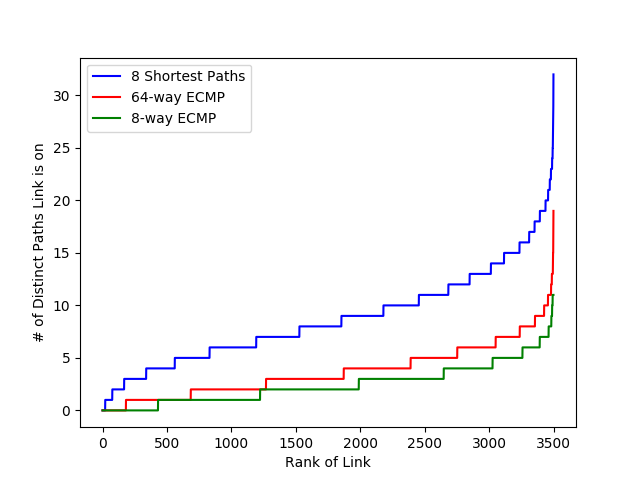 8 Shortest Paths
64-way ECMP
8-way ECMP
# of Distinct Paths Link is on
30
25
20
15
10
5
0
0 500 1000 1500 2000 2500 3000 3500
Rank of Link